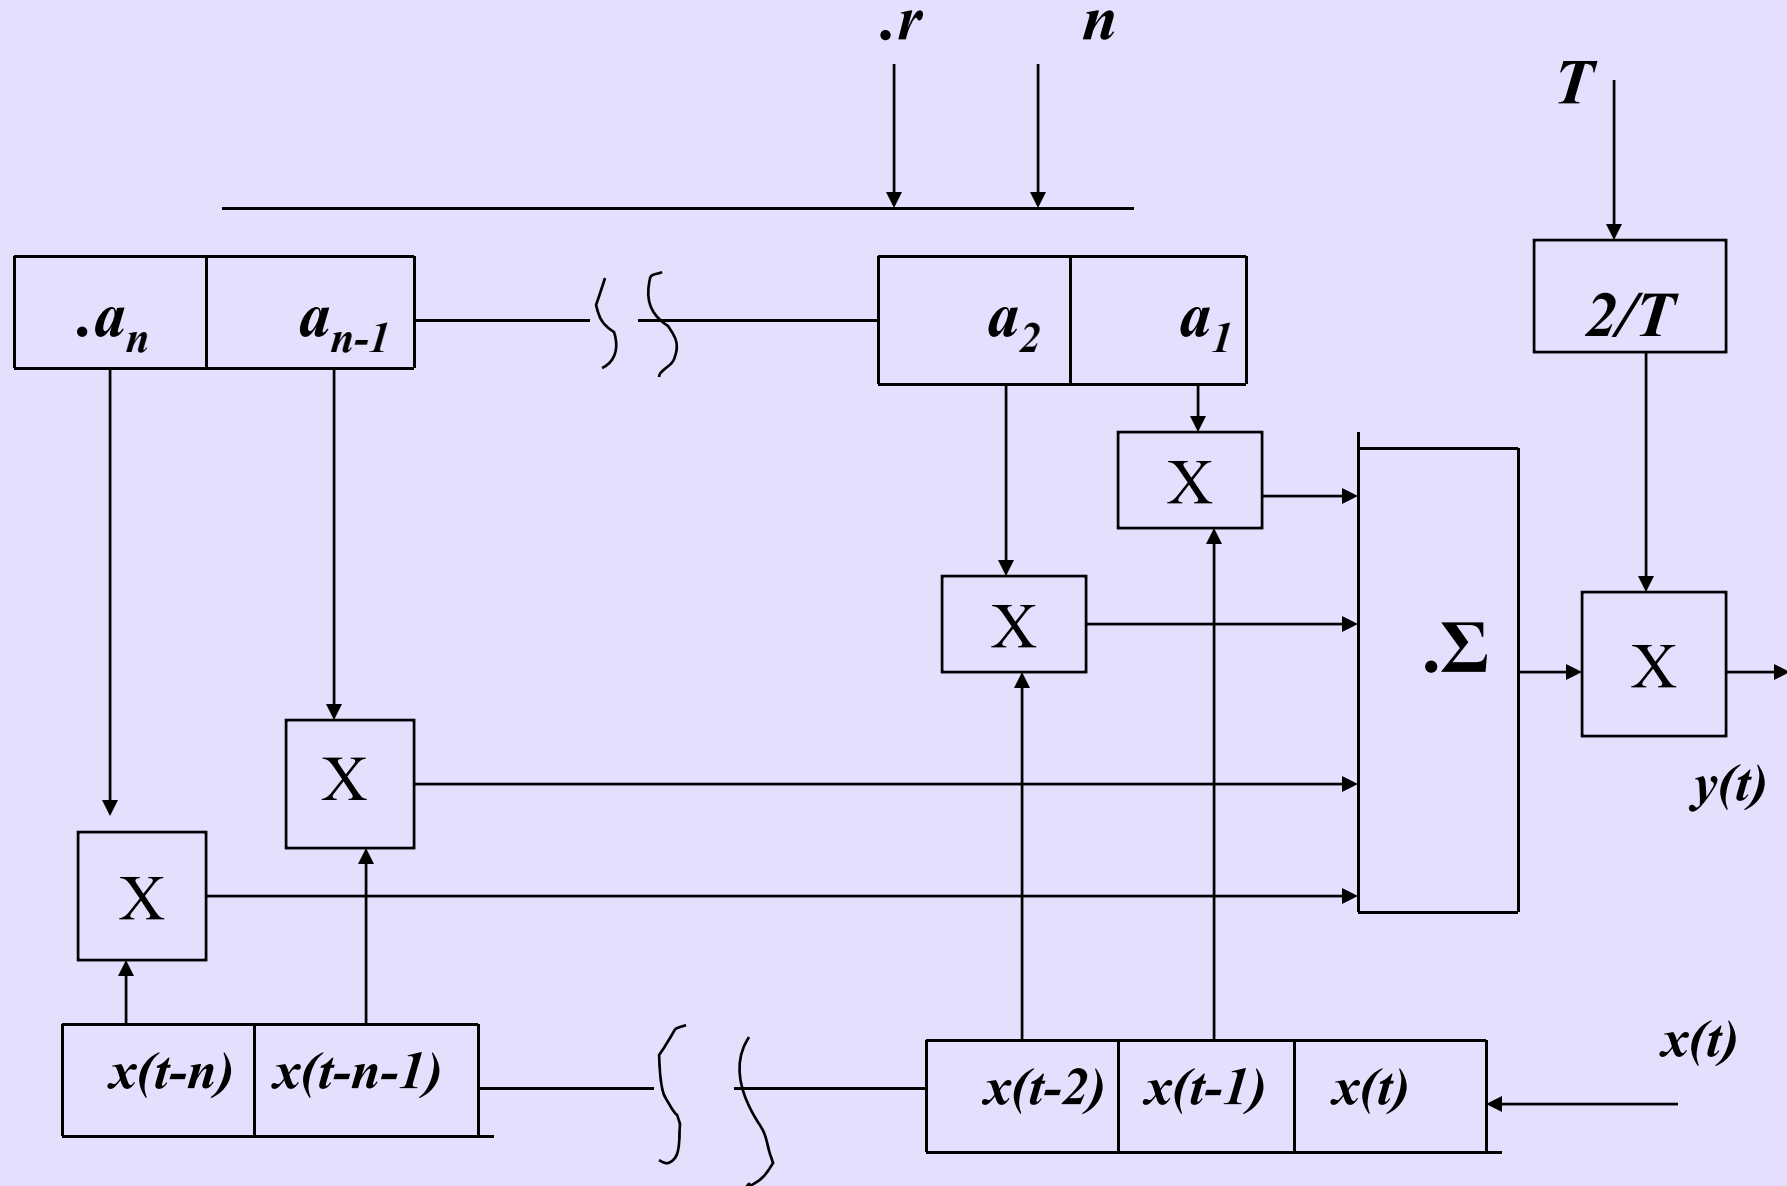 .r n
T
.aₙ aₙ₋₁ a₂ a₁ 2/T
X
X .Σ X
X y(t)
X
x(t-n) x(t-n-1) x(t-2) x(t-1) x(t) x(t)